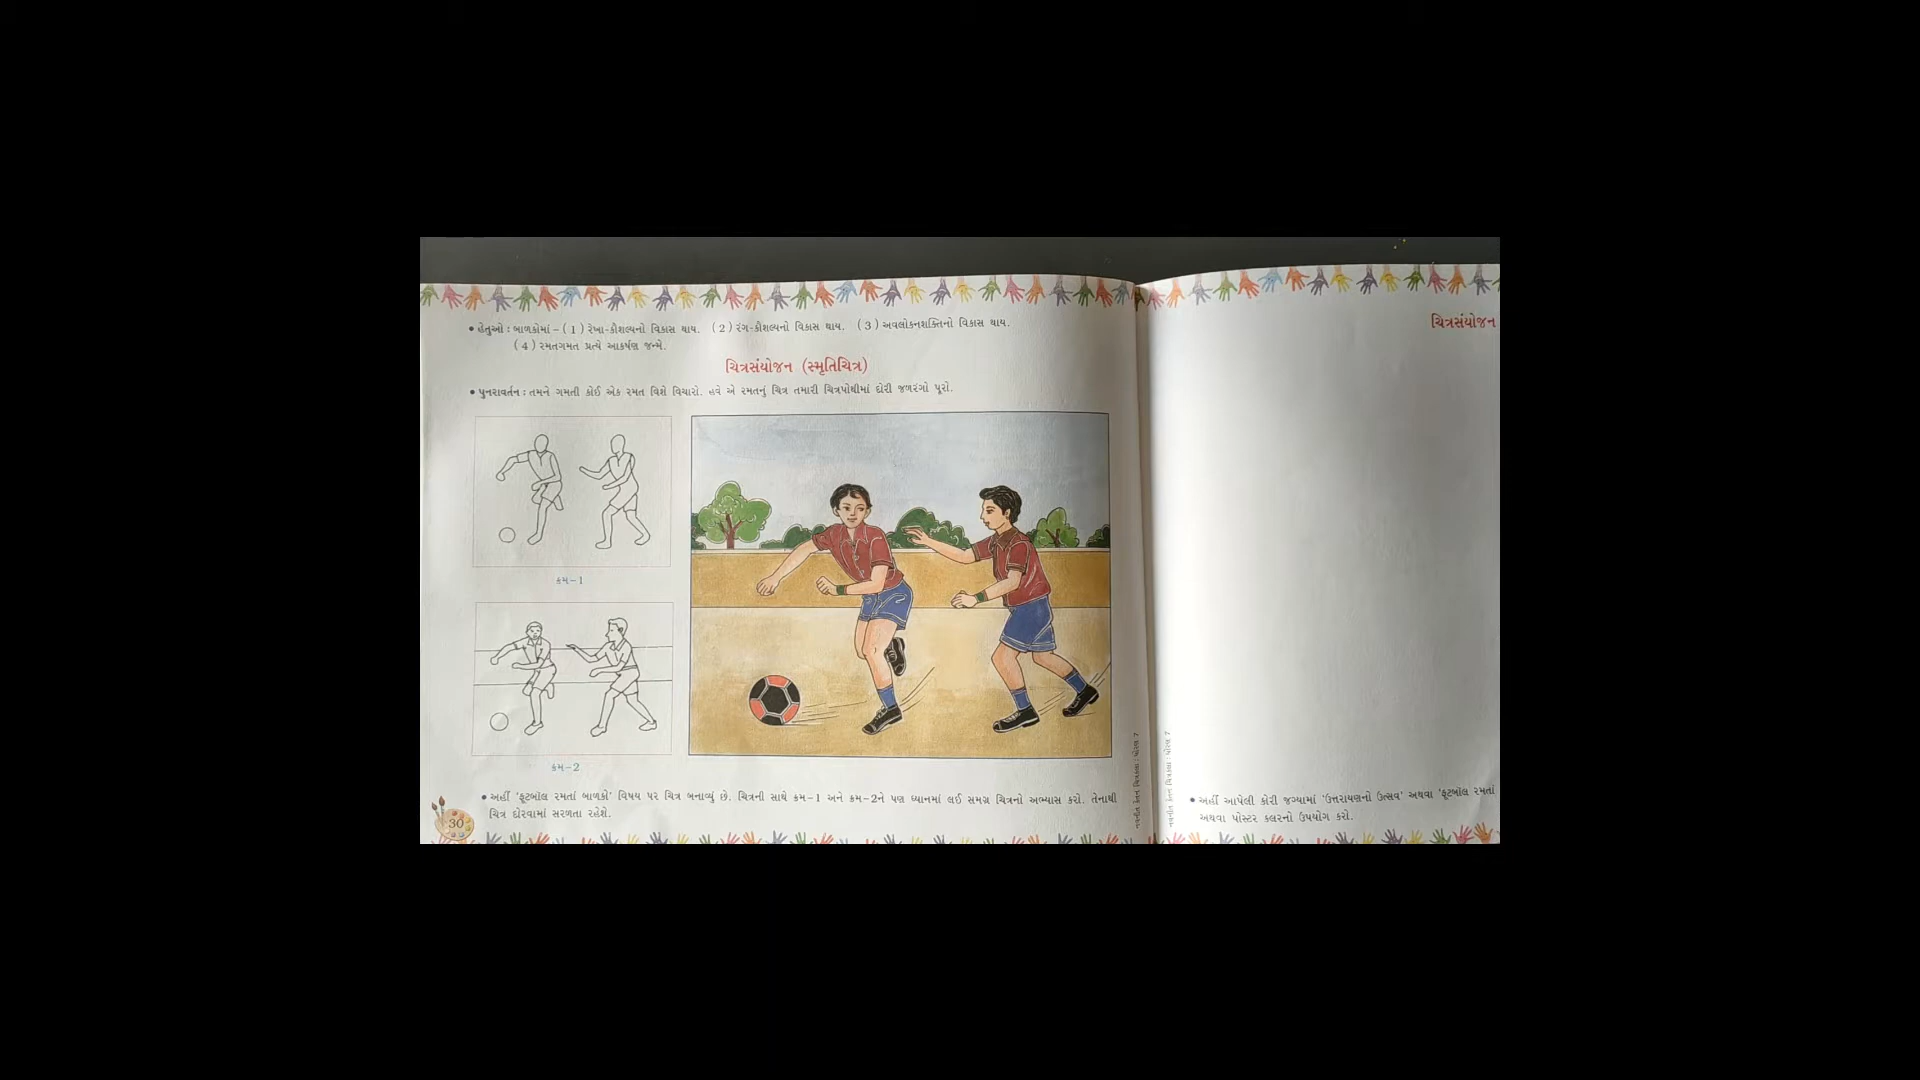 • હેતુઓ : બાળકોમાં – (1) રેખા-કૌશલ્યનો વિકાસ થાય. (2) રંગ-કૌશલ્યનો વિકાસ થાય. (3) અવલોકનશક્તિનો વિકાસ થાય.
(4) રમતગમત પ્રત્યે આકર્ષણ જન્મે.
ચિત્રસંયોજન (સ્મૃતિચિત્ર)
• પુનરાવર્તન : તમને ગમતી કોઈ એક રમત વિશે વિચારો. હવે એ રમતનું ચિત્ર તમારી ચિત્રપોથીમાં દોરી જળરંગો પૂરો.
ક્રમ-1
ક્રમ-2
• અહીં 'ફૂટબૉલ રમતાં બાળકો' વિષય પર ચિત્ર બનાવ્યું છે. ચિત્રની સાથે ક્રમ-1 અને ક્રમ-2ને પણ ધ્યાનમાં લઈ સમગ્ર ચિત્રનો અભ્યાસ કરો. તેનાથી
ચિત્ર દોરવામાં સરળતા રહેશે.
30
ચિત્રસંયોજન
• અહીં આપેલી કોરી જગ્યામાં 'ઉત્તરાયણનો ઉત્સવ' અથવા 'ફૂટબૉલ રમતાં
અથવા પોસ્ટર કલરનો ઉપયોગ કરો.